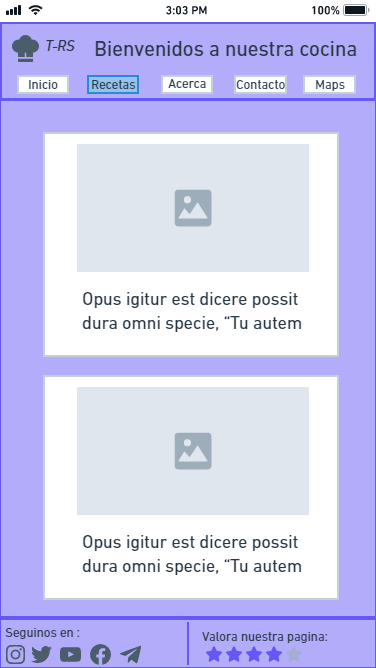 3:03 PM
100%
T-RS
Bienvenidos a nuestra cocina
Inicio
Recetas
Acerca
Contacto
Maps
Opus igitur est dicere possit
dura omni specie, “Tu autem
Opus igitur est dicere possit
dura omni specie, “Tu autem
Seguinos en :
Valora nuestra pagina: